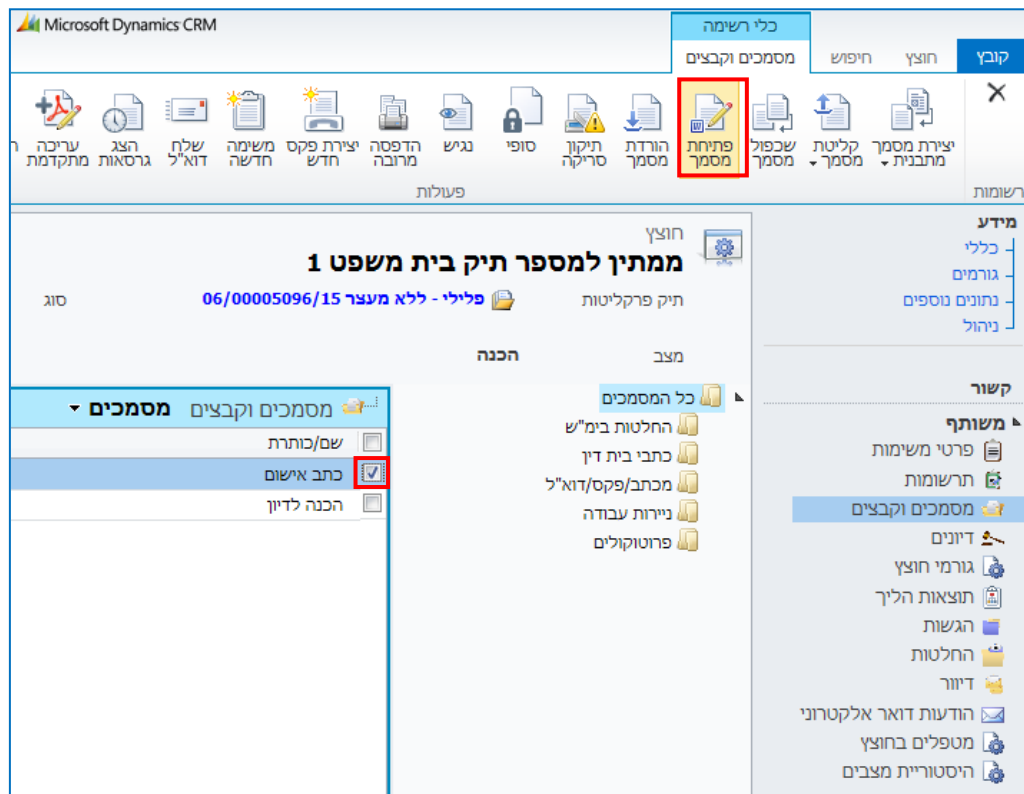 Microsoft Dynamics CRM
כלי רשימה
קובץ
חוצץ
חיפוש
מסמכים וקבצים
יצירת מסמך מתבנית
קליטת מסמך
שכפול מסמך
פתיחת מסמך
הורדת מסמך
תיקון סריקה
סופי
נגיש
הדפסה מרובה
יצירת פקס חדש
משימה חדשה
שלח דוא"ל
הצג גרסאות
עריכה מתקדמת
רשומות
פעולות
מידע
כללי
גורמים
נתונים נוספים
ניהול
קשור
משותף
פרטי משימות
תרשומות
מסמכים וקבצים
דיונים
גורמי חוצץ
תוצאות הליך
הגשות
החלטות
דיוור
הודעות דואר אלקטרוני
מטפלים בחוצץ
היסטוריית מצבים
חוצץ
ממתין למספר תיק בית משפט 1
תיק פרקליטות
פלילי - ללא מעצר 06/00005096/15
סוג
מצב
הכנה
כל המסמכים
החלטות בימ"ש
כתבי בית דין
מכתב/פקס/דוא"ל
ניירות עבודה
פרוטוקולים
מסמכים וקבצים מסמכים
שם/כותרת
כתב אישום
הכנה לדיון